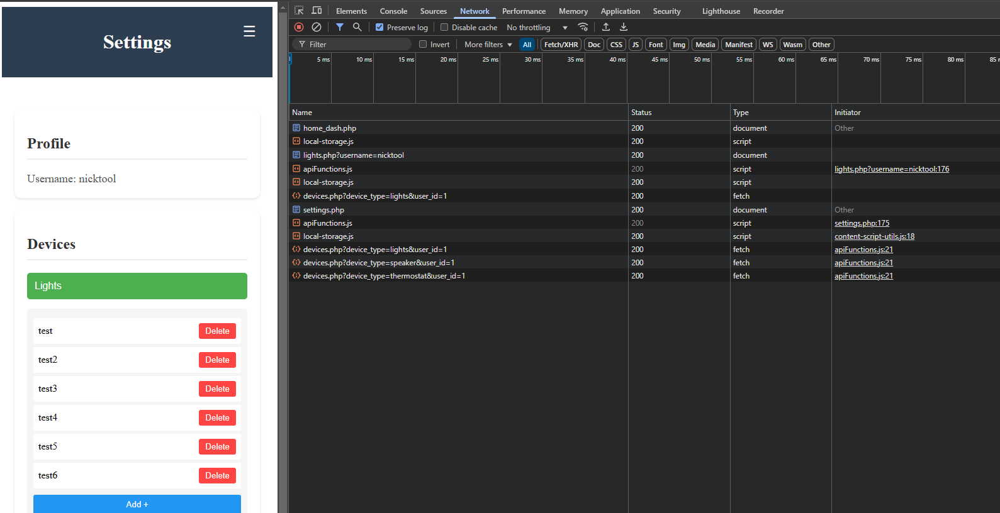 Settings
Profile
Username: nicktool
Devices
Lights
test Delete
test2 Delete
test3 Delete
test4 Delete
test5 Delete
test6 Delete
Add +
Elements Console Sources Network Performance Memory Application Security Lighthouse Recorder
Preserve log Disable cache No throttling
Filter Invert More filters All Fetch/XHR Doc CSS JS Font Img Media Manifest WS Wasm Other
5 ms 10 ms 15 ms 20 ms 25 ms 30 ms 35 ms 40 ms 45 ms 50 ms 55 ms 60 ms 65 ms 70 ms 75 ms 80 ms 85
Name Status Type Initiator
home_dash.php 200 document Other
local-storage.js 200 script
lights.php?username=nicktool 200 document
apiFunctions.js 200 script lights.php?username=nicktool:176
local-storage.js 200 script
devices.php?device_type=lights&user_id=1 200 fetch
settings.php 200 document Other
apiFunctions.js 200 script settings.php:175
local-storage.js 200 script content-script-utils.js:18
devices.php?device_type=lights&user_id=1 200 fetch apiFunctions.js:21
devices.php?device_type=speaker&user_id=1 200 fetch apiFunctions.js:21
devices.php?device_type=thermostat&user_id=1 200 fetch apiFunctions.js:21